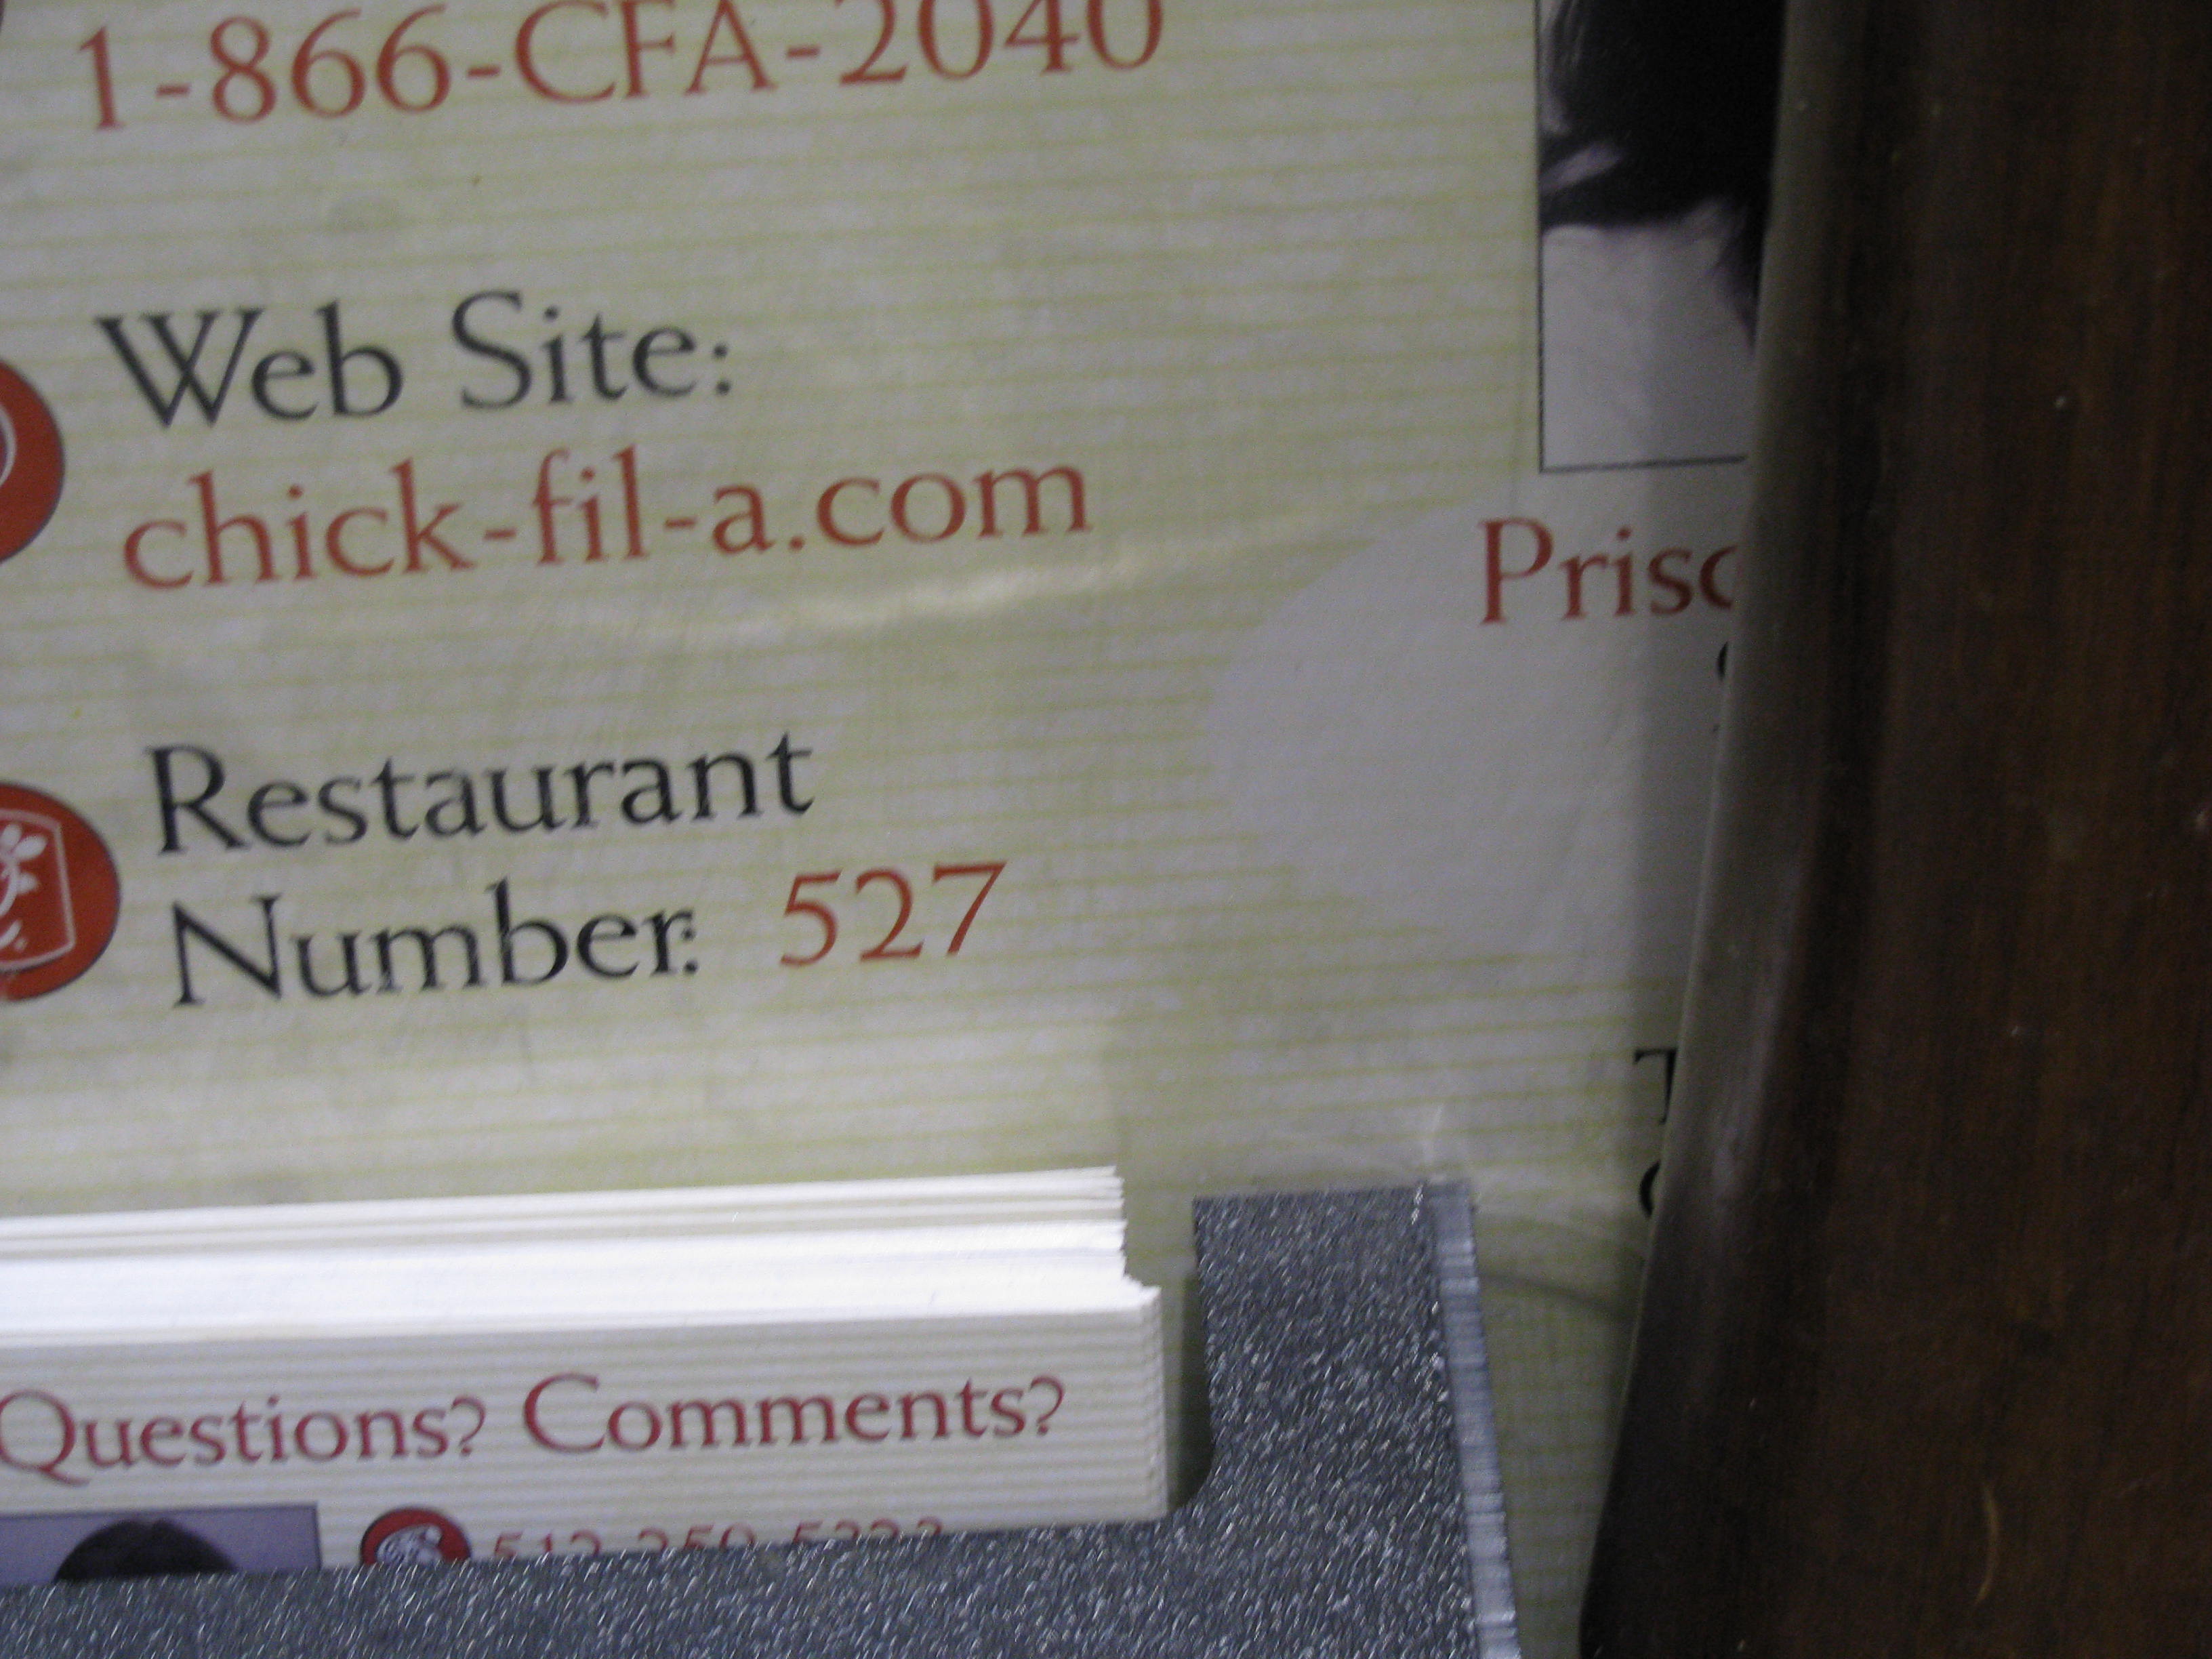 1-866-CFA-2040
Web Site:
chick-fil-a.com
Restaurant
Number: 527
Questions? Comments?